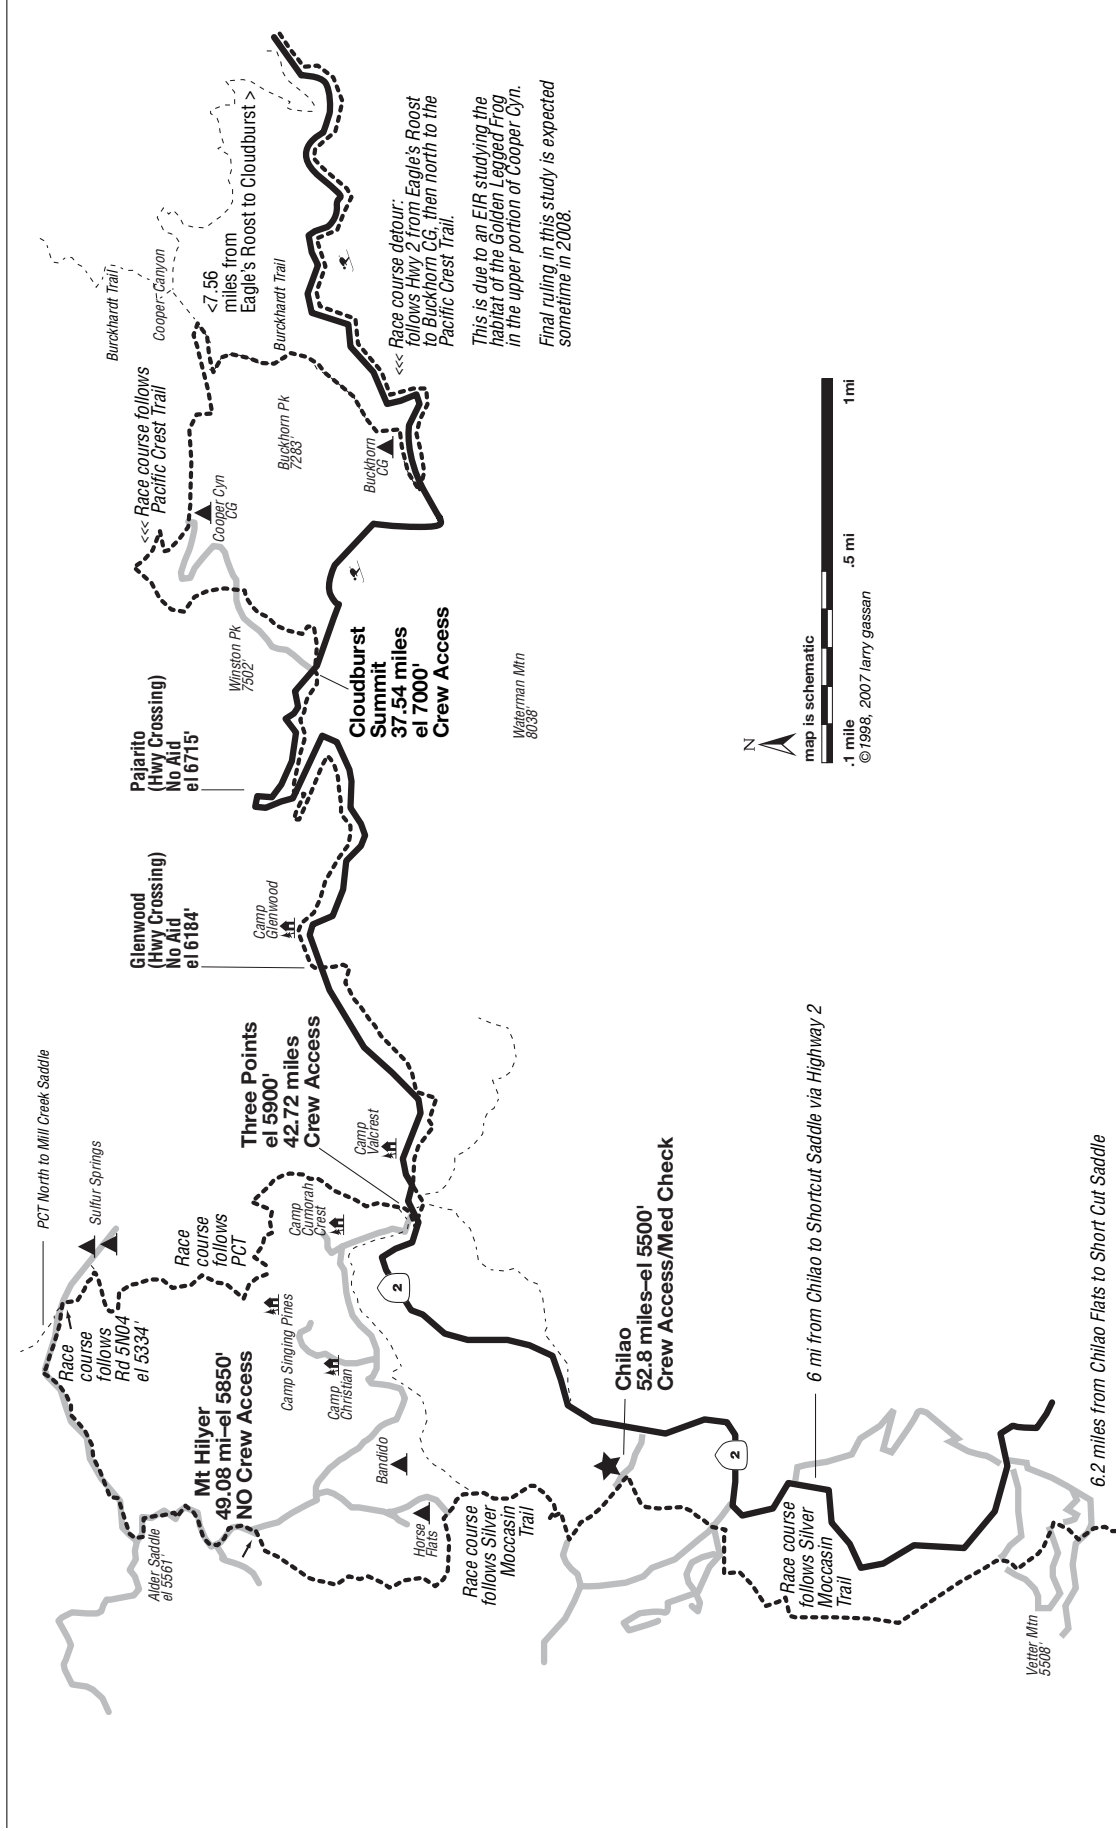 PCT North to Mill Creek Saddle
Sulfur Springs
Race
course
follows
Rd 5N04
el 5334'
Race
course
follows
PCT
Alder Saddle
el 5561'
Mt Hilyer
49.08 mi–el 5850'
NO Crew Access
Camp Singing Pines
Camp
Christian
Camp
Cumorah
Crest
Bandido
Horse
Flats
Three Points
el 5900'
42.72 miles
Crew Access
Camp
Valcrest
Glenwood
(Hwy Crossing)
No Aid
el 6184'
Camp
Glenwood
Pajarito
(Hwy Crossing)
No Aid
el 6715'
Winston Pk
7502'
Cloudburst
Summit
37.54 miles
el 7000'
Crew Access
<<< Race course follows
Pacific Crest Trail
Cooper Cyn
CG
Burckhardt Trail
Cooper Canyon
<7.56
miles from
Eagle's Roost to Cloudburst >
Burckhardt Trail
Buckhorn Pk
7283'
Buckhorn
CG
<<< Race course detour:
follows Hwy 2 from Eagle's Roost
to Buckhorn CG, then north to the
Pacific Crest Trail.
This is due to an EIR studying the
habitat of the Golden Legged Frog
in the upper portion of Cooper Cyn.
Final ruling in this study is expected
sometime in 2008.
Waterman Mtn
8038'
2
Race course
follows Silver
Moccasin
Trail
Chilao
52.8 miles–el 5500'
Crew Access/Med Check
2
6 mi from Chilao to Shortcut Saddle via Highway 2
Race course
follows Silver
Moccasin
Trail
Vetter Mtn
5508'
6.2 miles from Chilao Flats to Short Cut Saddle
N
map is schematic
.1 mile
.5 mi
1mi
©1998, 2007 larry gassan